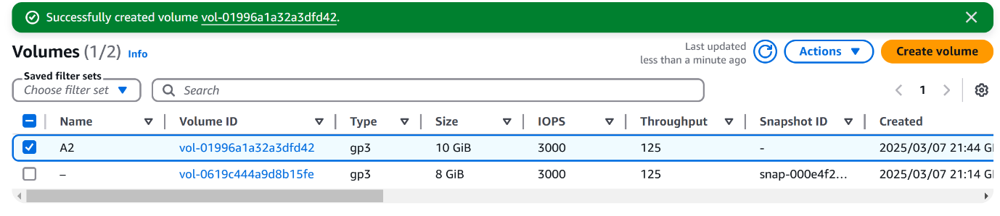 Successfully created volume vol-01996a1a32a3dfd42.
Volumes (1/2) Info
Last updated
less than a minute ago
Actions
Create volume
Saved filter sets
Choose filter set
Search
1
Name Volume ID Type Size IOPS Throughput Snapshot ID Created
A2 vol-01996a1a32a3dfd42 gp3 10 GiB 3000 125 - 2025/03/07 21:44 G
– vol-0619c444a9d8b15fe gp3 8 GiB 3000 125 snap-000e4f2... 2025/03/07 21:14 G